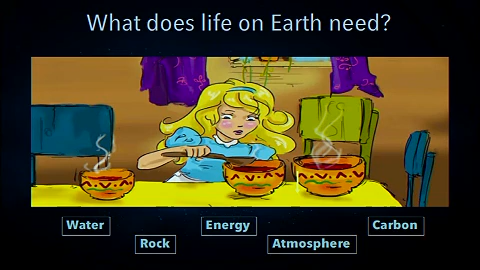 What does life on Earth need?
Water
Energy
Carbon
Rock
Atmosphere